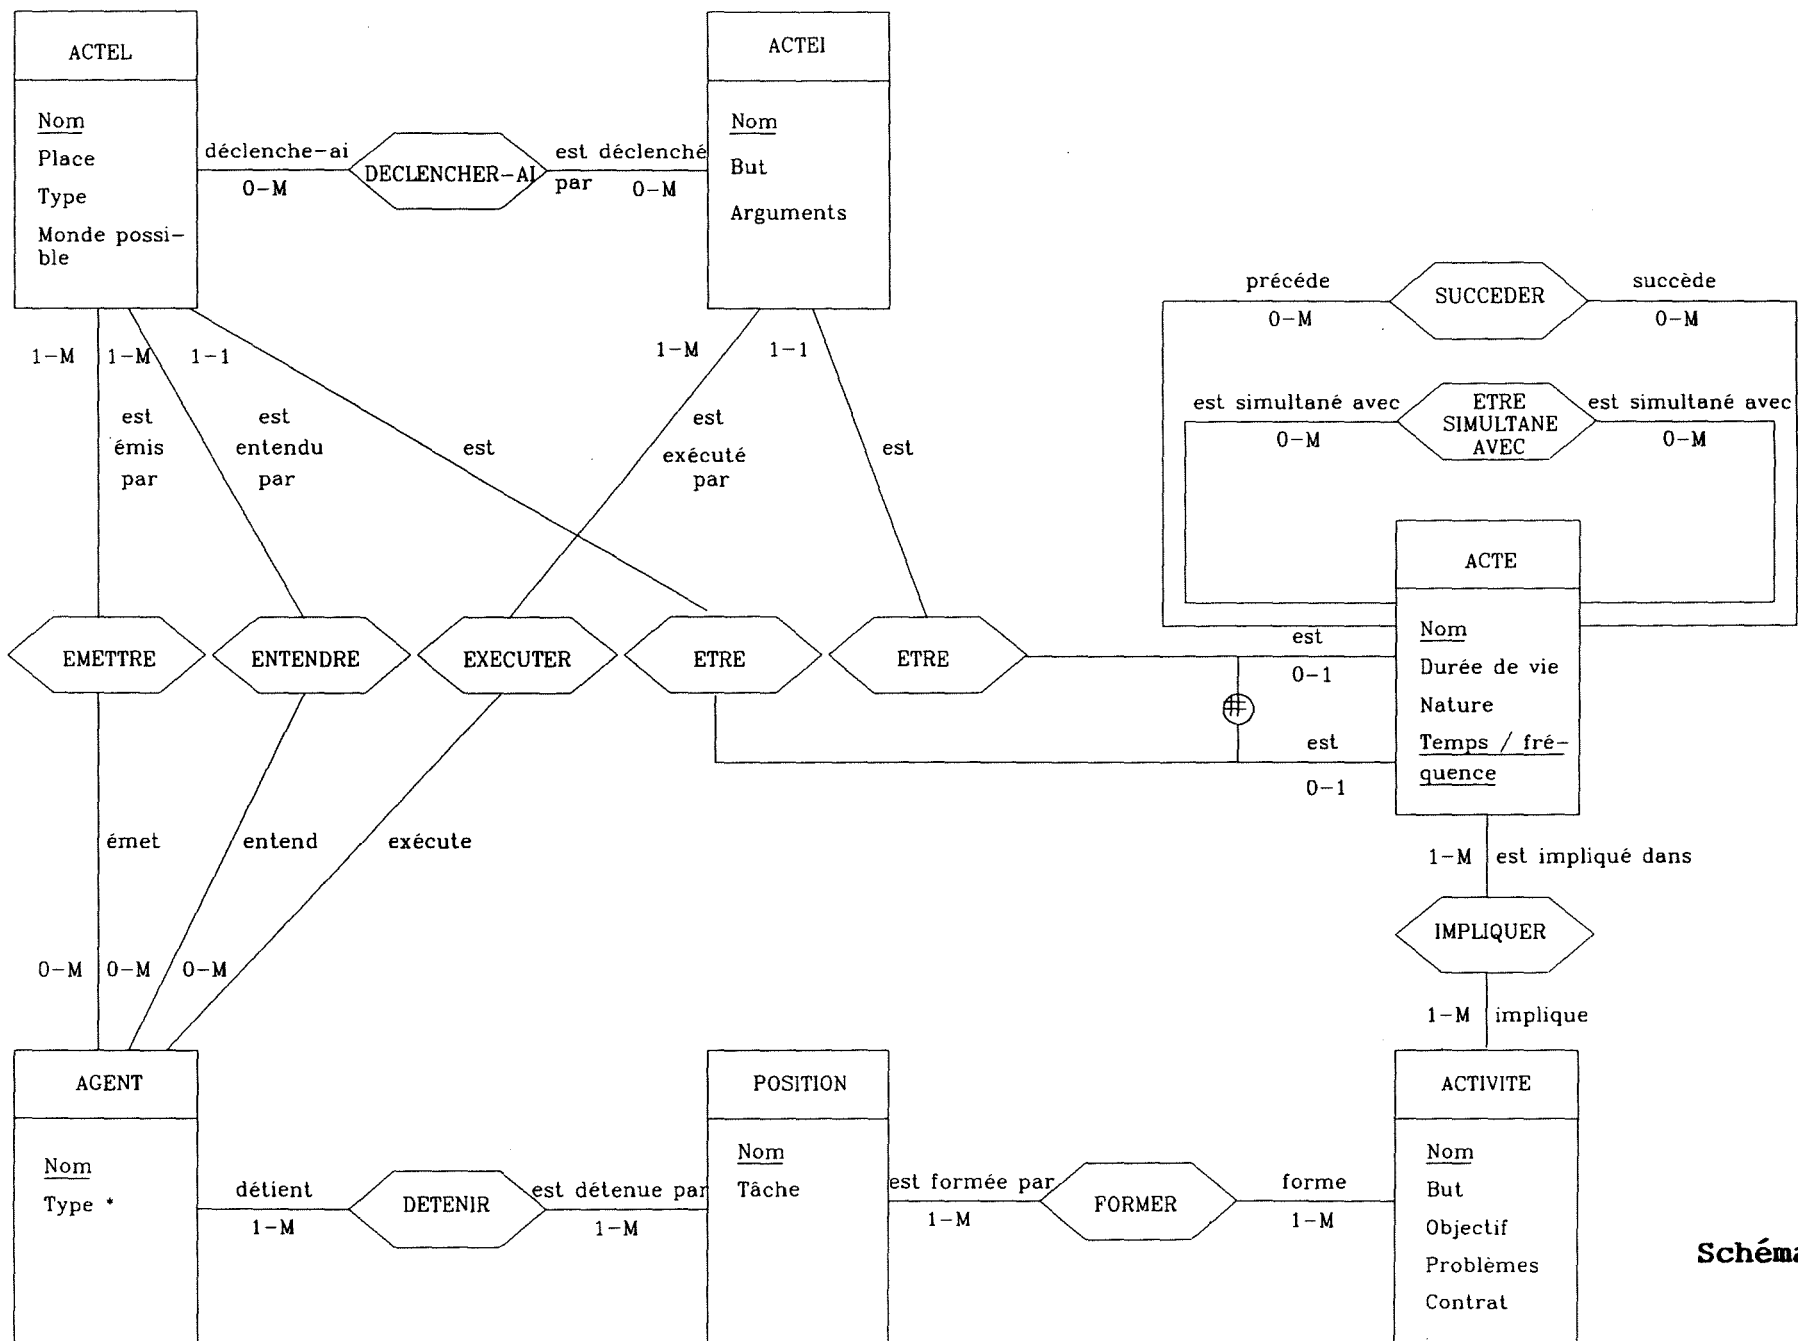 ACTEL
Nom
Place
Type
Monde possi-
ble
déclenche-ai
0-M
DECLENCHER-AI
est déclenché
par
0-M
ACTEI
Nom
But
Arguments
précéde
0-M
SUCCEDER
succède
0-M
est simultané avec
0-M
ETRE
SIMULTANE
AVEC
est simultané avec
0-M
1-M
1-M
1-1
1-M
1-1
est
émis
par
est
entendu
par
est
est
exécuté
par
est
EMETTRE
ENTENDRE
EXECUTER
ETRE
ETRE
est
0-1
#
est
0-1
ACTE
Nom
Durée de vie
Nature
Temps / fré-
quence
émet
entend
exécute
0-M
0-M
0-M
1-M
est impliqué dans
IMPLIQUER
1-M
implique
AGENT
Nom
Type *
détient
1-M
DETENIR
est détenue par
1-M
POSITION
Nom
Tâche
est formée par
1-M
FORMER
forme
1-M
ACTIVITE
Nom
But
Objectif
Problèmes
Contrat
Schéma